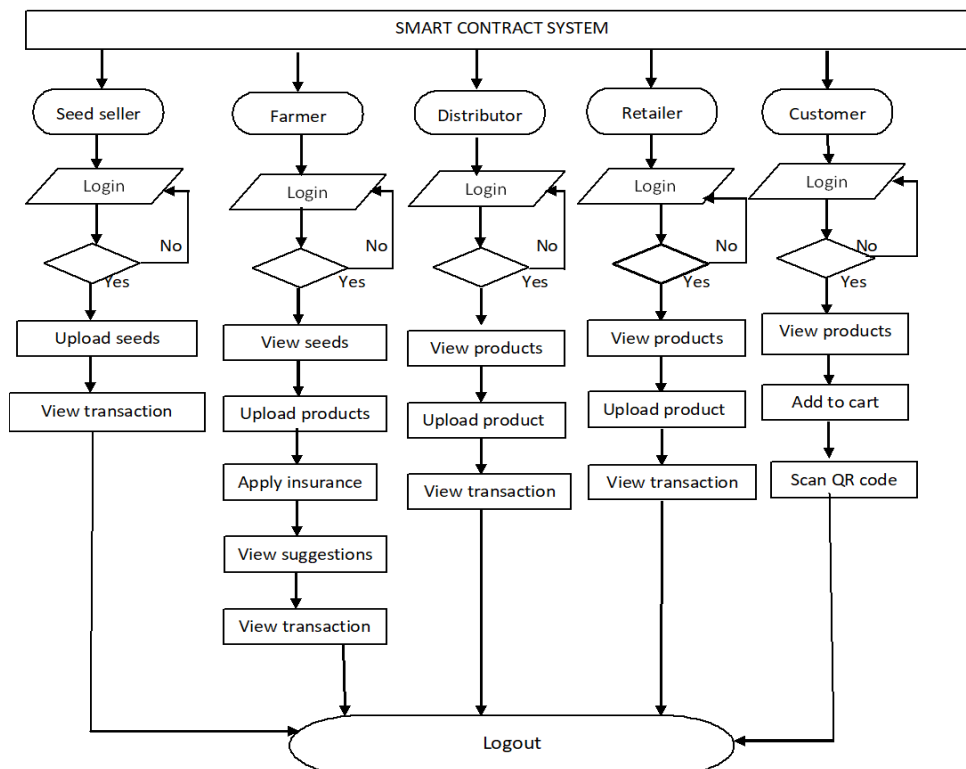 SMART CONTRACT SYSTEM
Seed seller
Farmer
Distributor
Retailer
Customer
Login
Login
Login
Login
Login
No
No
No
No
No
Yes
Yes
Yes
Yes
Yes
Upload seeds
View seeds
View products
View products
View products
View transaction
Upload products
Upload product
Upload product
Add to cart
Apply insurance
View transaction
View transaction
Scan QR code
View suggestions
View transaction
Logout